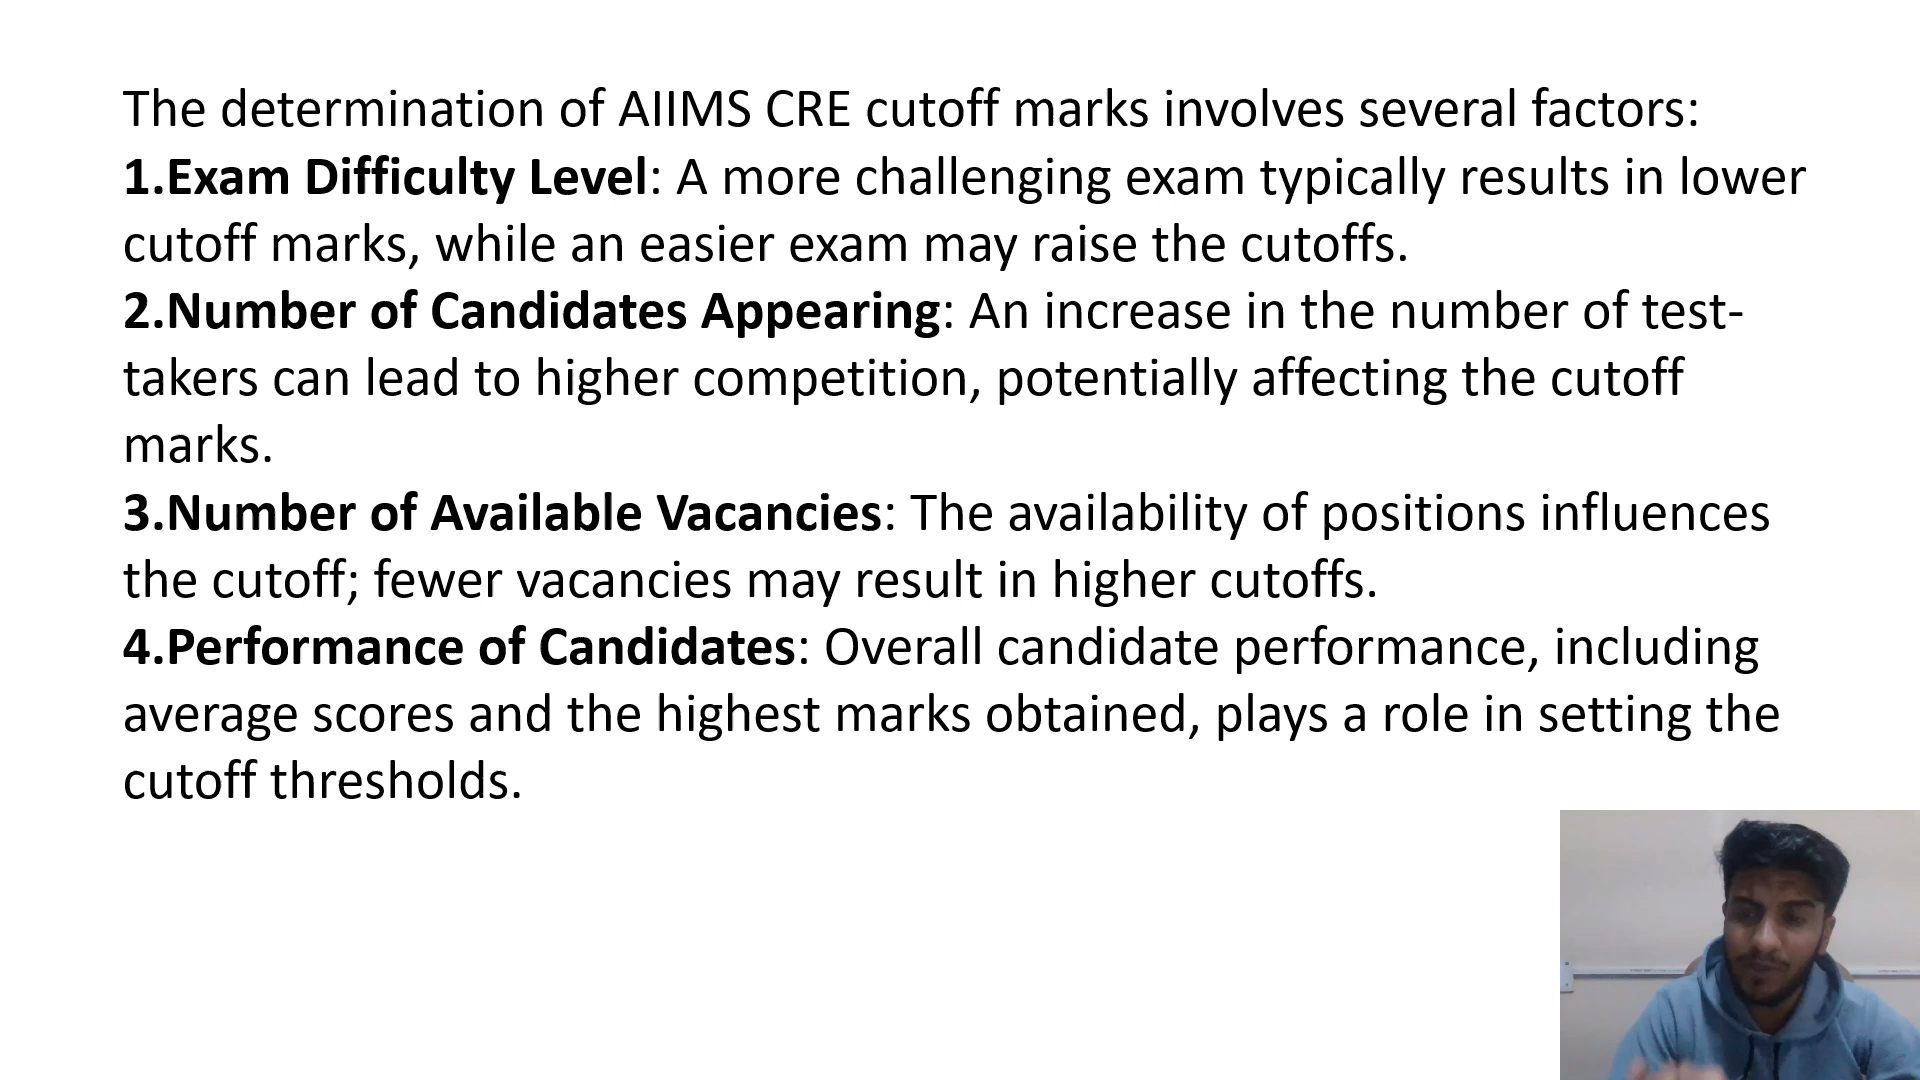 The determination of AIIMS CRE cutoff marks involves several factors:
1.Exam Difficulty Level: A more challenging exam typically results in lower
cutoff marks, while an easier exam may raise the cutoffs.
2.Number of Candidates Appearing: An increase in the number of test-
takers can lead to higher competition, potentially affecting the cutoff
marks.
3.Number of Available Vacancies: The availability of positions influences
the cutoff; fewer vacancies may result in higher cutoffs.
4.Performance of Candidates: Overall candidate performance, including
average scores and the highest marks obtained, plays a role in setting the
cutoff thresholds.